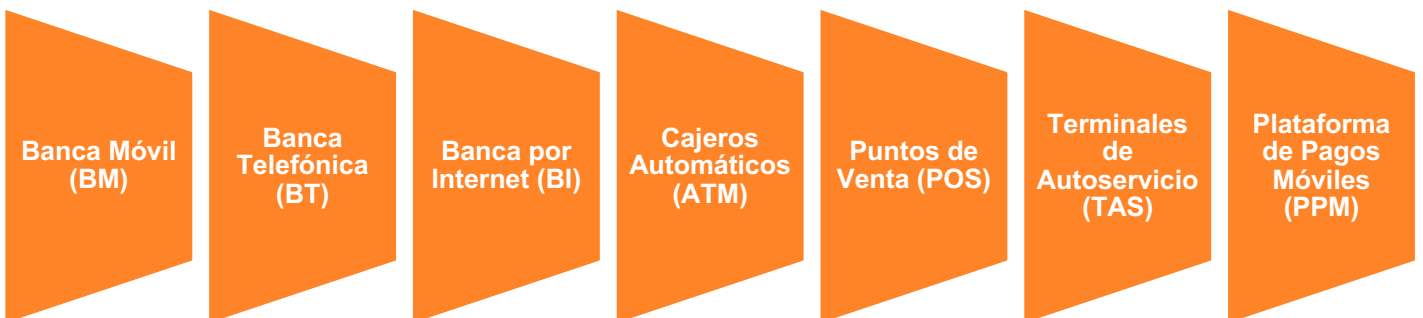 Banca Móvil
(BM)
Banca
Telefónica
(BT)
Banca por
Internet (BI)
Cajeros
Automáticos
(ATM)
Puntos de
Venta (POS)
Terminales
de
Autoservicio
(TAS)
Plataforma
de Pagos
Móviles
(PPM)